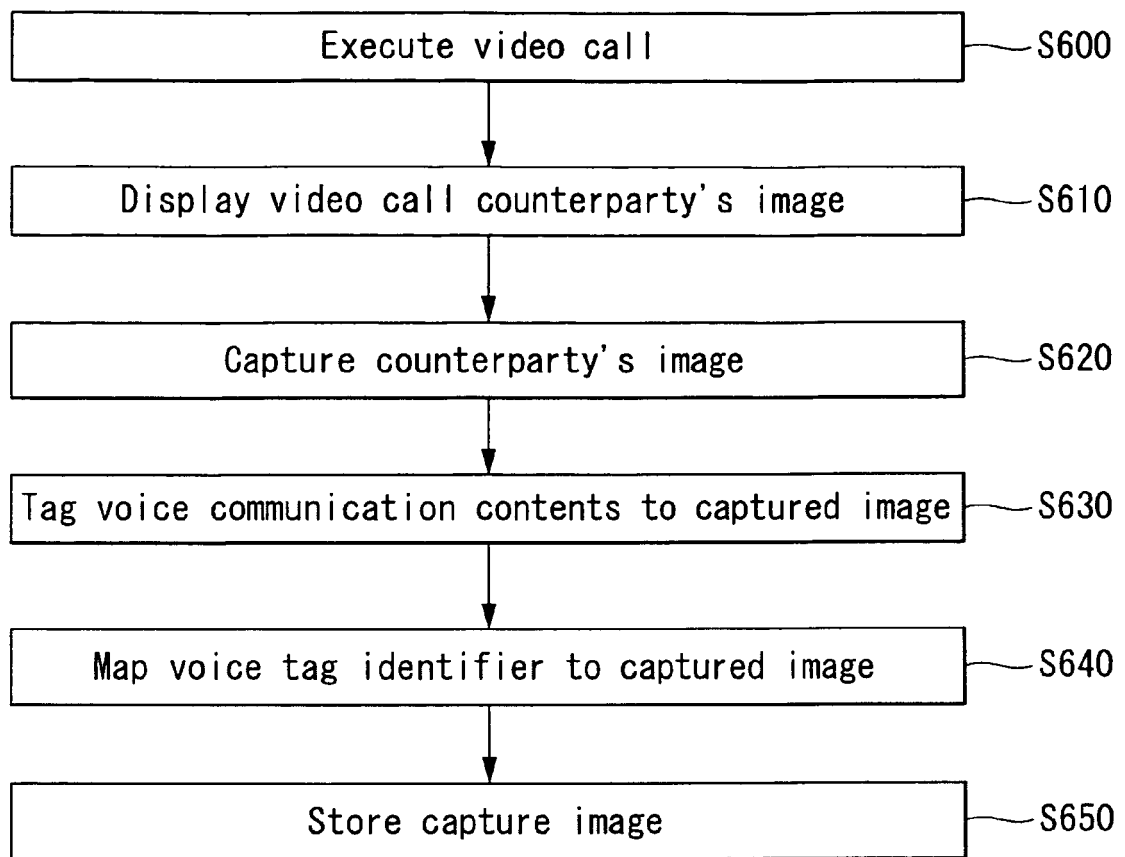 Execute video call
S600
Display video call counterparty's image
S610
Capture counterparty's image
S620
Tag voice communication contents to captured image
S630
Map voice tag identifier to captured image
S640
Store capture image
S650